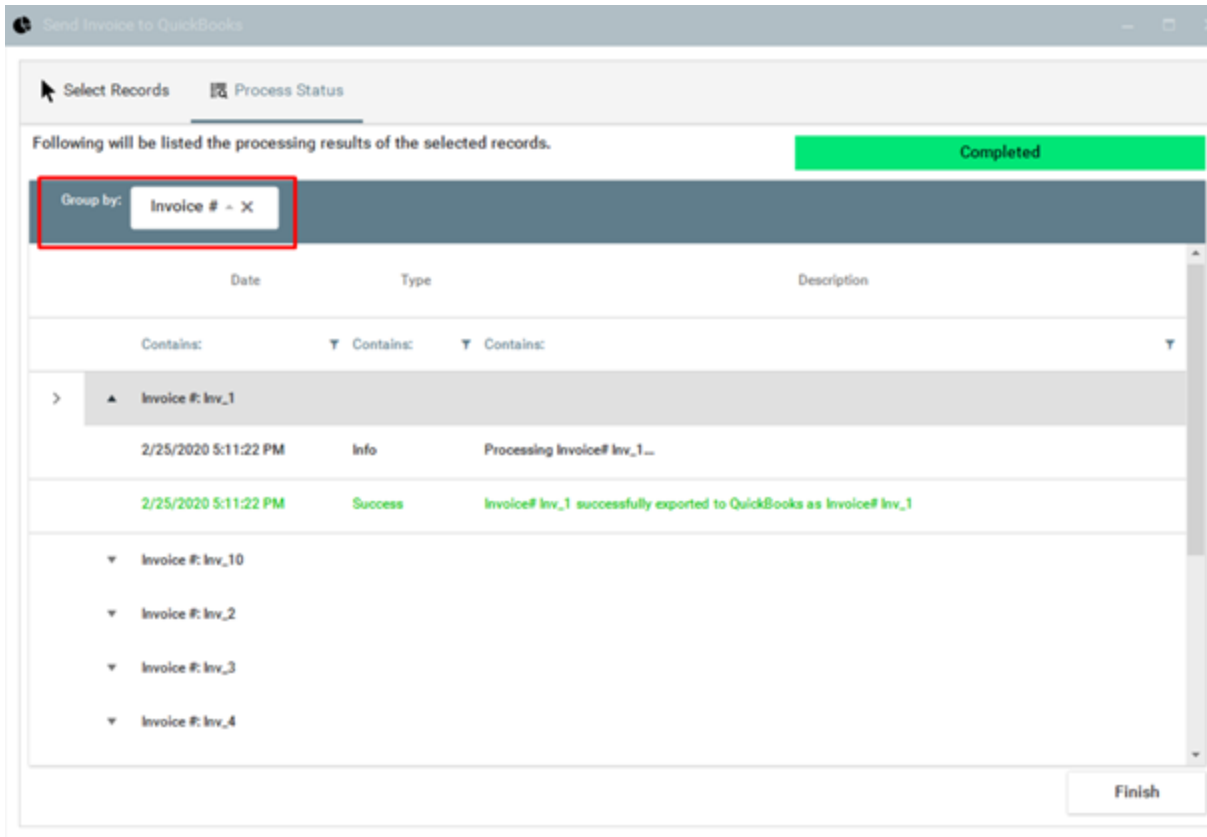 Send Invoice to QuickBooks
Select Records Process Status
Following will be listed the processing results of the selected records.
Completed
Group by: Invoice #
Date Type Description
Contains: Contains: Contains:
Invoice #: Inv_1
2/25/2020 5:11:22 PM Info Processing Invoice# Inv_1...
2/25/2020 5:11:22 PM Success Invoice# Inv_1 successfully exported to QuickBooks as Invoice# Inv_1
Invoice #: Inv_10
Invoice #: Inv_2
Invoice #: Inv_3
Invoice #: Inv_4
Finish